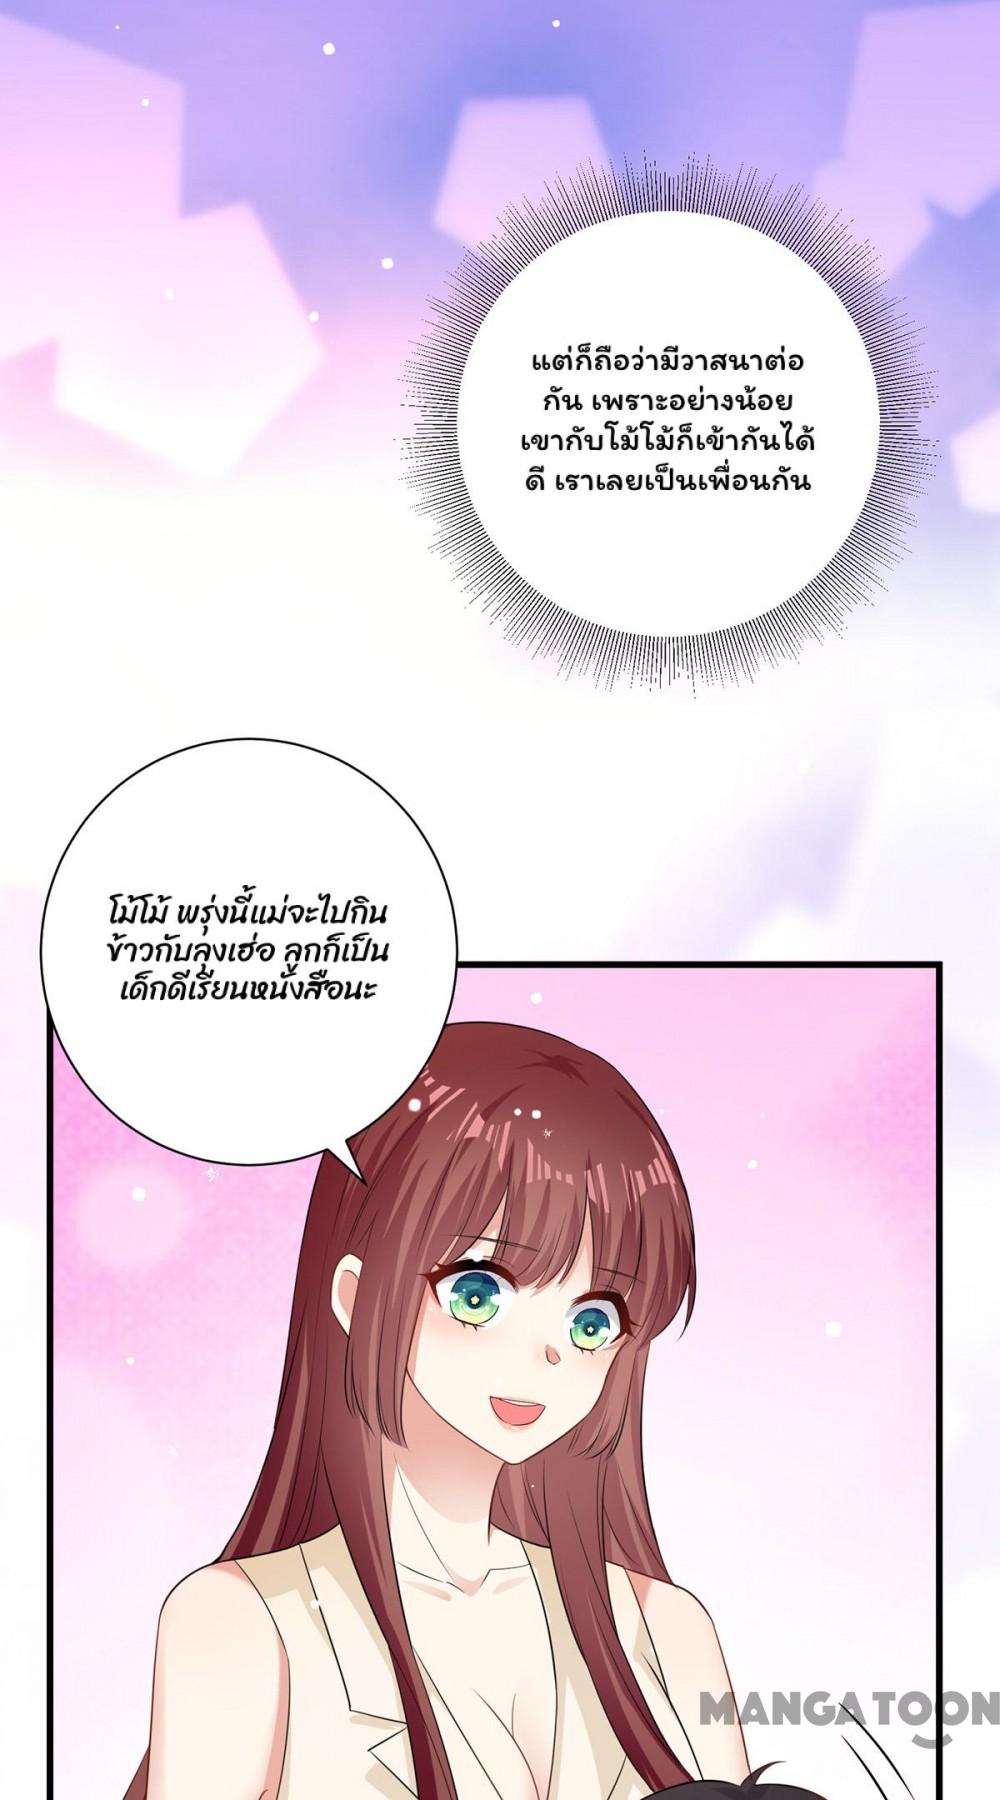 แต่ก็ถือว่ามีวาสนาต่อ
กัน เพราะอย่างน้อย
เขากับโม้โม้ก็เข้ากันได้
ดี เราเลยเป็นเพื่อนกัน
โม้โม้ พรุ่งนี้แม่จะไปกิน
ข้าวกับลุงเฮ่อ ลูกก็เป็น
เด็กดีเรียนหนังสือนะ
MANGATOON